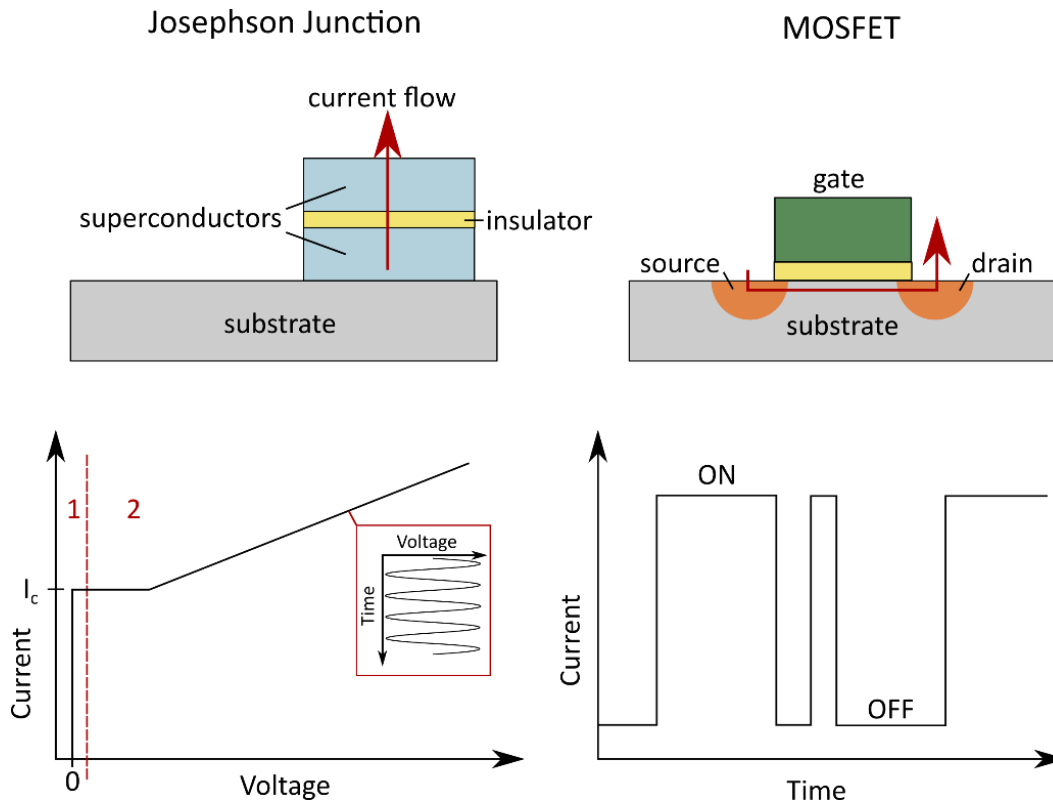 Josephson Junction
current flow
superconductors
insulator
substrate
MOSFET
gate
source
drain
substrate
1
2
Voltage
Time
Ic
Current
0
Voltage
ON
OFF
Current
Time